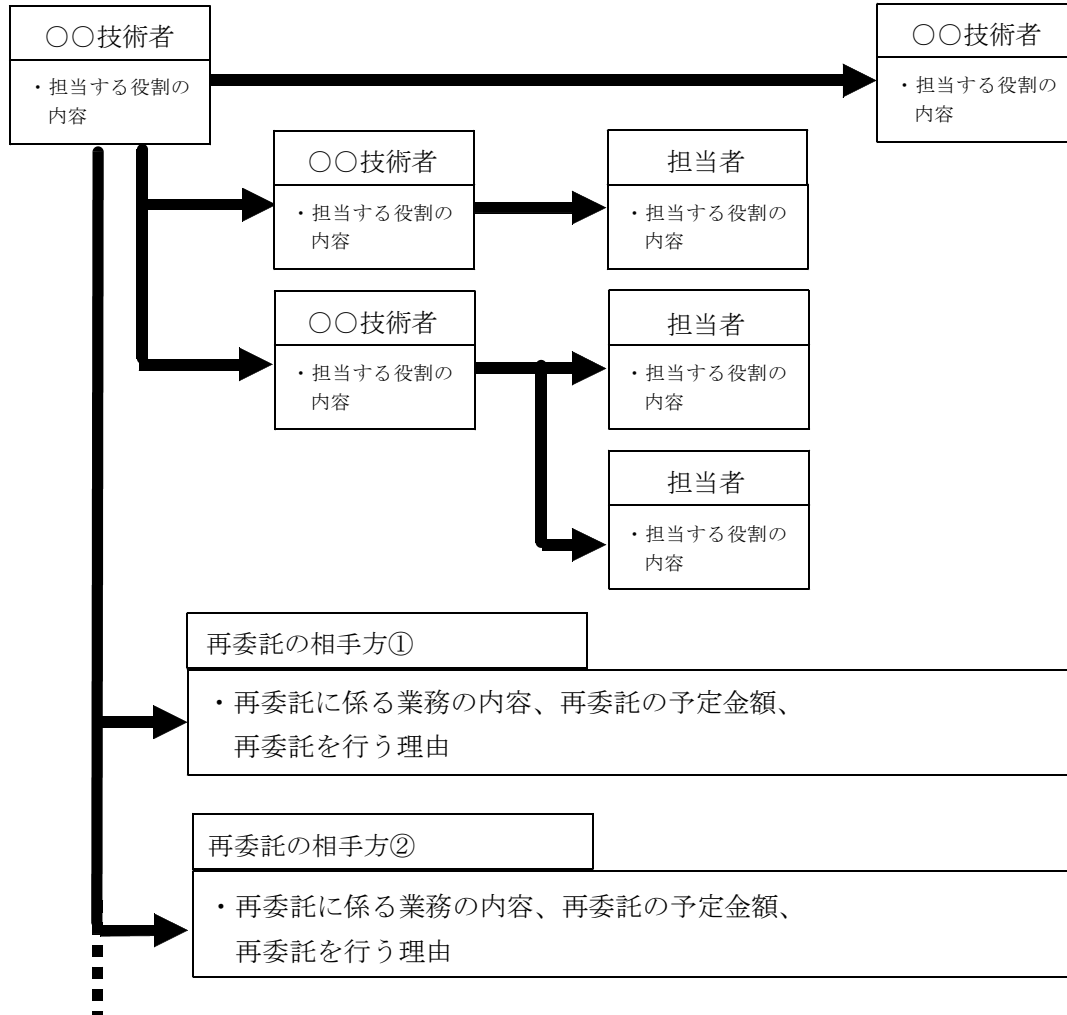 ○○技術者
・担当する役割の
内容
○○技術者
・担当する役割の
内容
○○技術者
・担当する役割の
内容
担当者
・担当する役割の
内容
○○技術者
・担当する役割の
内容
担当者
・担当する役割の
内容
担当者
・担当する役割の
内容
再委託の相手方①
・再委託に係る業務の内容、再委託の予定金額、
再委託を行う理由
再委託の相手方②
・再委託に係る業務の内容、再委託の予定金額、
再委託を行う理由